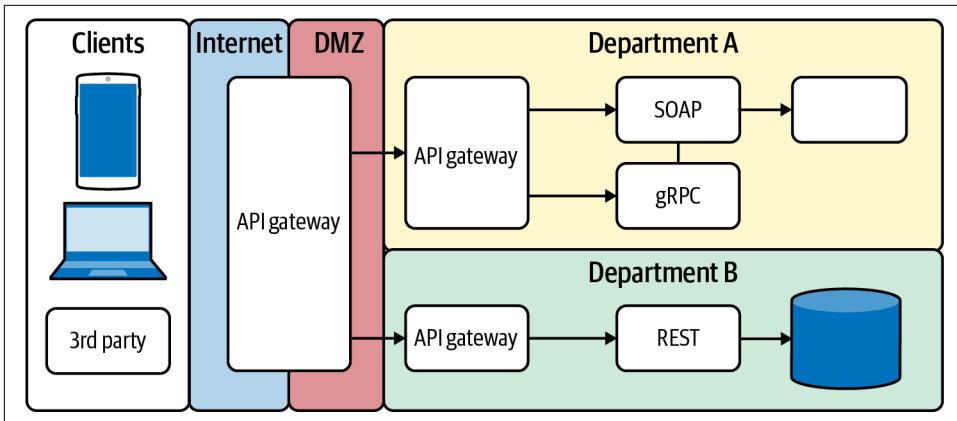 Clients
Internet
DMZ
Department A
API gateway
API gateway
SOAP
gRPC
3rd party
Department B
API gateway
REST